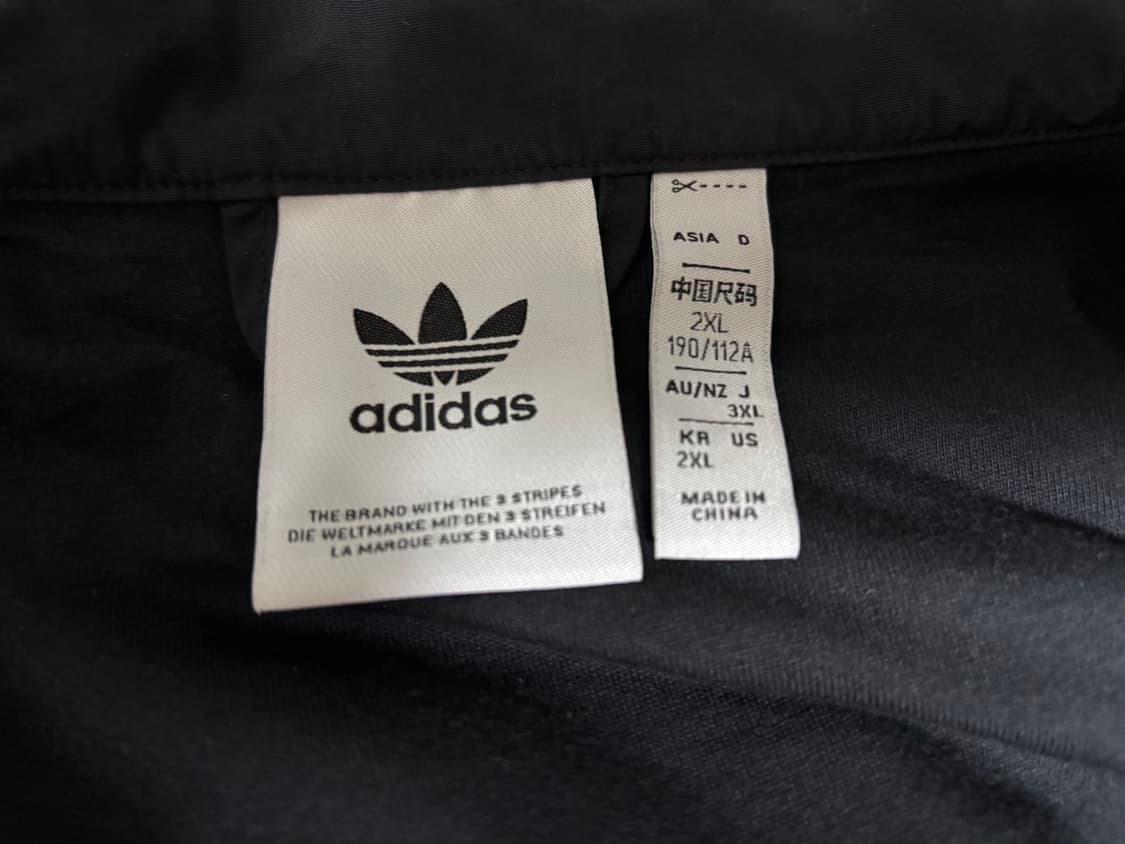 adidas
THE BRAND WITH THE 3 STRIPES
DIE WELTMARKE MIT DEN 3 STREIFEN
LA MARQUE AUX 3 BANDES
ASIA D
中国尺码
2XL
190/112A
AU/NZ J
3XL
KR US
2XL
MADE IN
CHINA